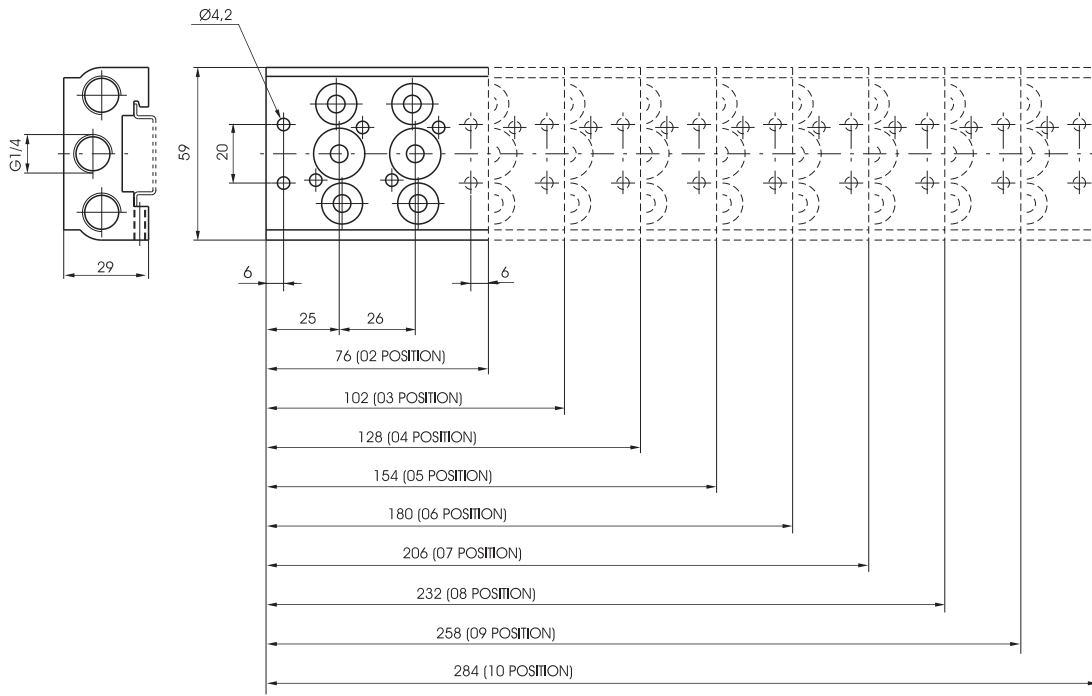 Ø4,2
G1/4
59
20
29
6
6
25
26
76 (02 POSITION)
102 (03 POSITION)
128 (04 POSITION)
154 (05 POSITION)
180 (06 POSITION)
206 (07 POSITION)
232 (08 POSITION)
258 (09 POSITION)
284 (10 POSITION)